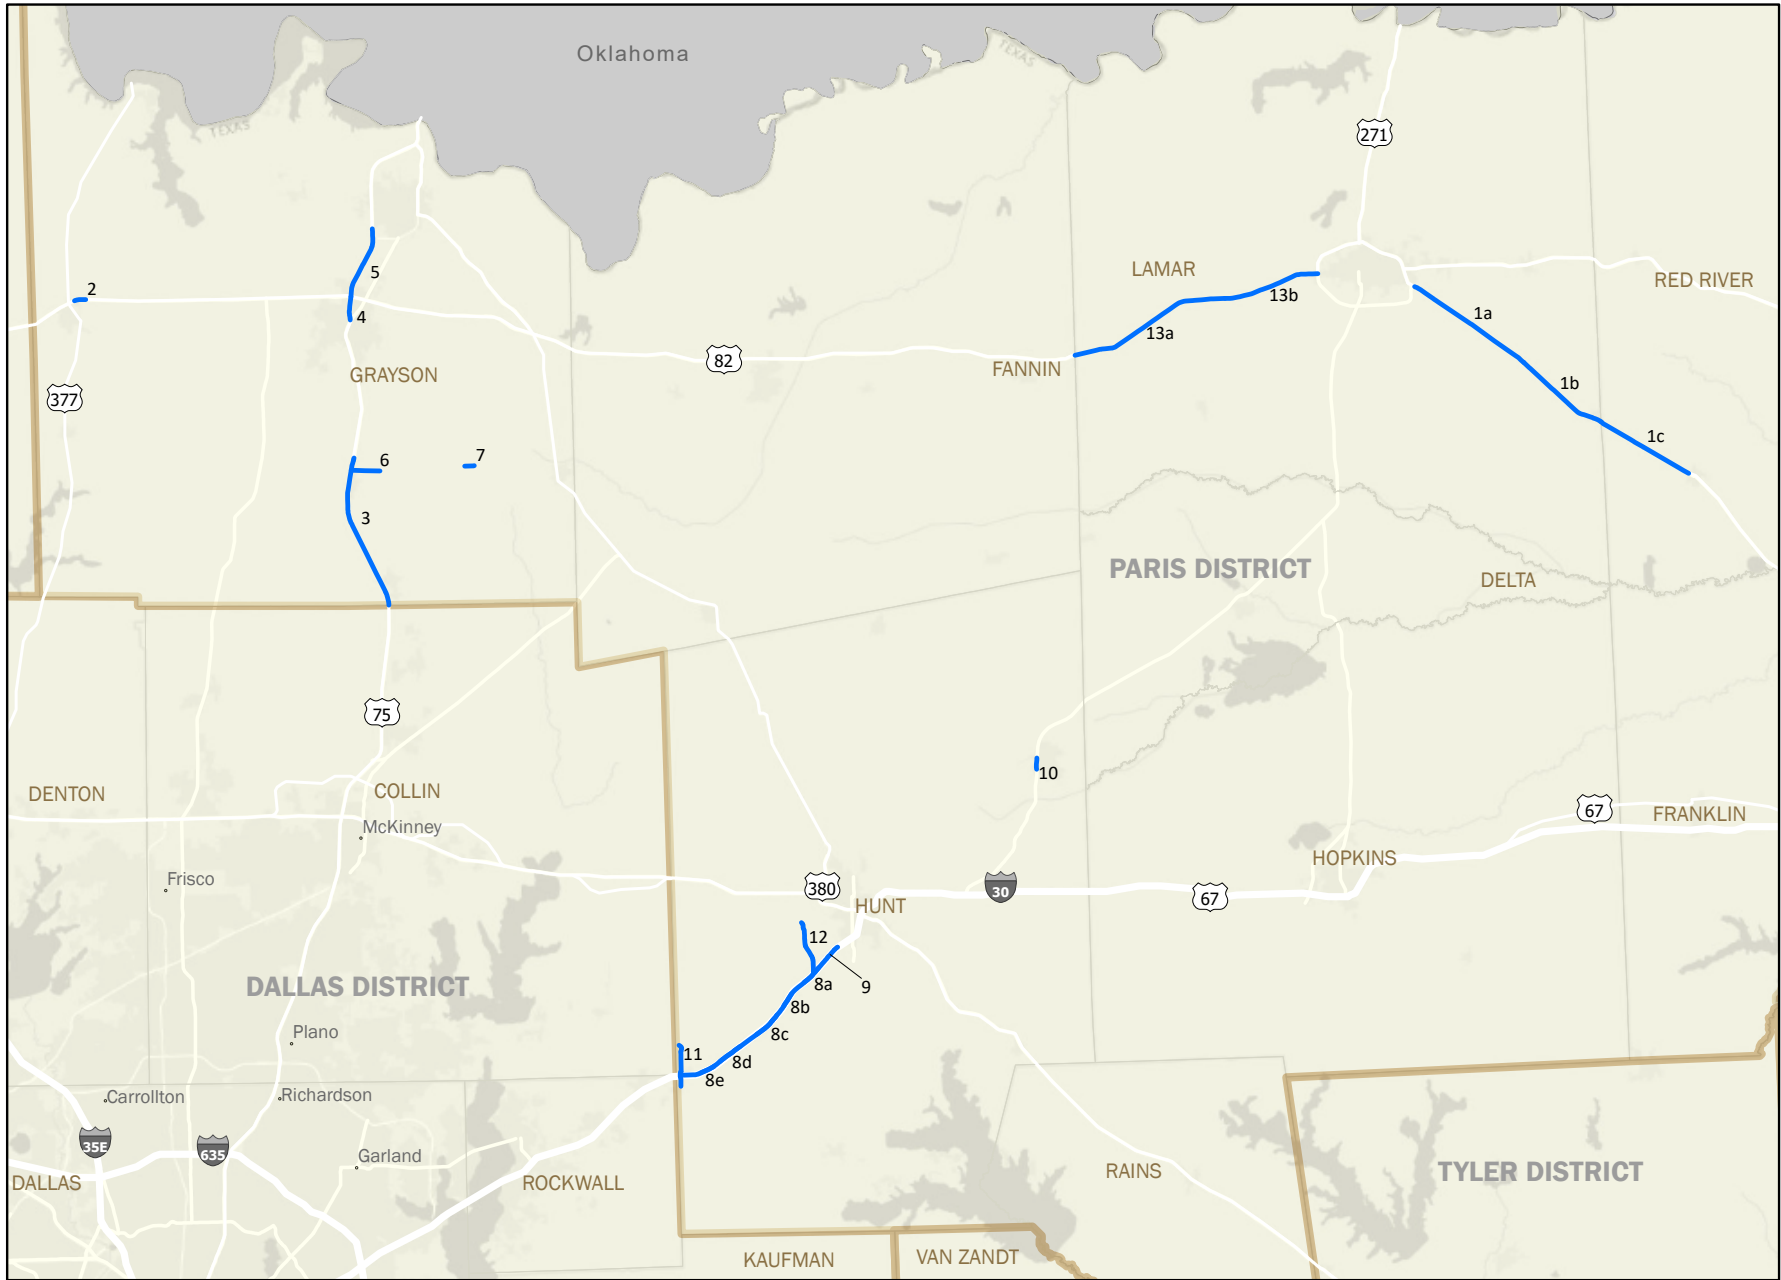 Oklahoma
TEXAS
TEXAS
271
LAMAR
RED RIVER
2
5
4
13b
13a
1a
1b
1c
82
FANNIN
GRAYSON
377
6
7
3
PARIS DISTRICT
DELTA
75
10
DENTON
COLLIN
McKinney
67
FRANKLIN
HOPKINS
Frisco
380
30
67
HUNT
12
9
8a
8b
8c
8d
8e
11
DALLAS DISTRICT
Plano
Carrollton
Richardson
35E
635
Garland
DALLAS
ROCKWALL
RAINS
TYLER DISTRICT
KAUFMAN
VAN ZANDT